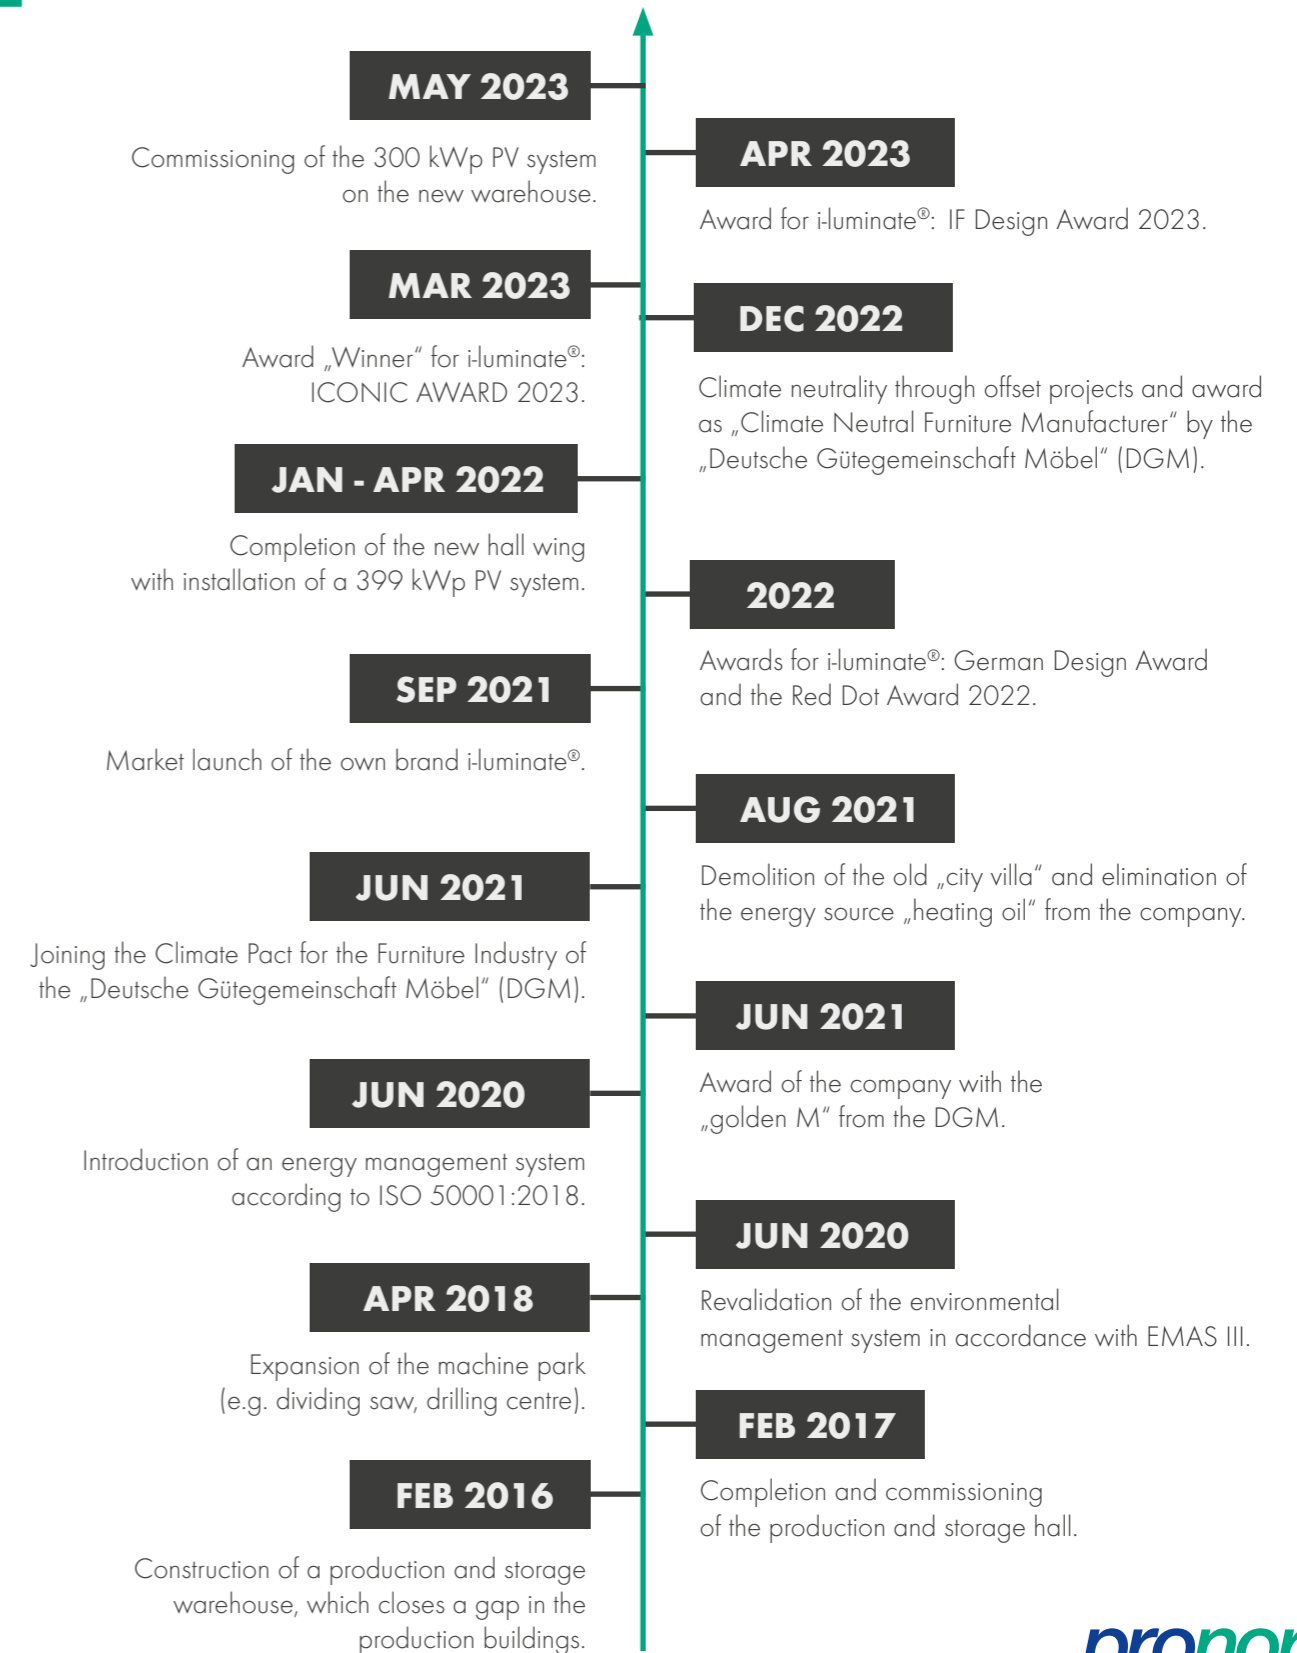 MAY 2023
Commissioning of the 300 kWp PV system
on the new warehouse.
APR 2023
Award for i-luminate®: IF Design Award 2023.
MAR 2023
Award „Winner“ for i-luminate®:
ICONIC AWARD 2023.
DEC 2022
Climate neutrality through offset projects and award
as „Climate Neutral Furniture Manufacturer“ by the
„Deutsche Gütegemeinschaft Möbel“ (DGM).
JAN - APR 2022
Completion of the new hall wing
with installation of a 399 kWp PV system.
2022
Awards for i-luminate®: German Design Award
and the Red Dot Award 2022.
SEP 2021
Market launch of the own brand i-luminate®.
AUG 2021
Demolition of the old „city villa“ and elimination of
the energy source „heating oil“ from the company.
JUN 2021
Joining the Climate Pact for the Furniture Industry of
the „Deutsche Gütegemeinschaft Möbel“ (DGM).
JUN 2021
Award of the company with the
„golden M“ from the DGM.
JUN 2020
Introduction of an energy management system
according to ISO 50001:2018.
JUN 2020
Revalidation of the environmental
management system in accordance with EMAS III.
APR 2018
Expansion of the machine park
(e.g. dividing saw, drilling centre).
FEB 2017
Completion and commissioning
of the production and storage hall.
FEB 2016
Construction of a production and storage
warehouse, which closes a gap in the
production buildings.